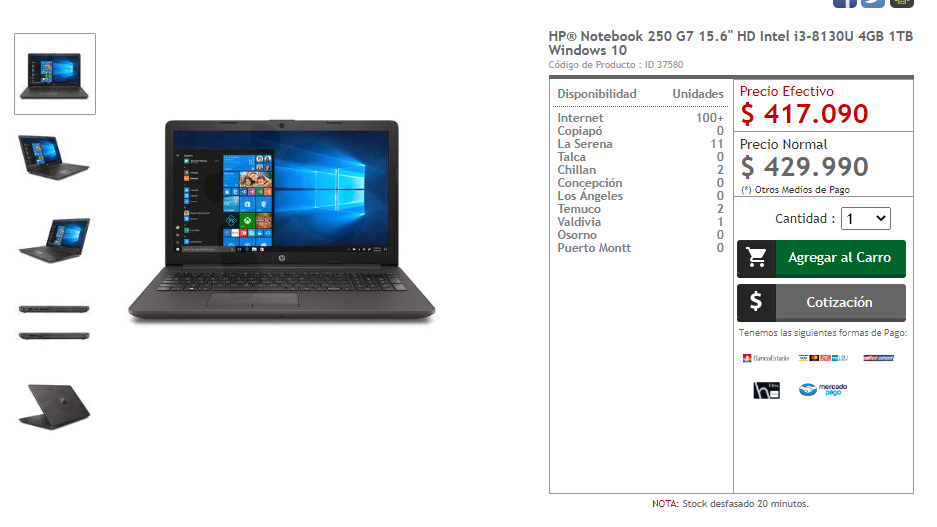 HP® Notebook 250 G7 15.6" HD Intel i3-8130U 4GB 1TB
Windows 10
Código de Producto : ID 37580
Disponibilidad Unidades
Internet 100+
Copiapó 0
La Serena 11
Talca 0
Chillan 2
Concepción 0
Los Ángeles 0
Temuco 2
Valdivia 1
Osorno 0
Puerto Montt 0
Precio Efectivo
$ 417.090
Precio Normal
$ 429.990
(*) Otros Medios de Pago
Cantidad : 1
Agregar al Carro
$ Cotización
Tenemos las siguientes formas de Pago:
BancoEstado
mercado
pago
NOTA: Stock desfasado 20 minutos.